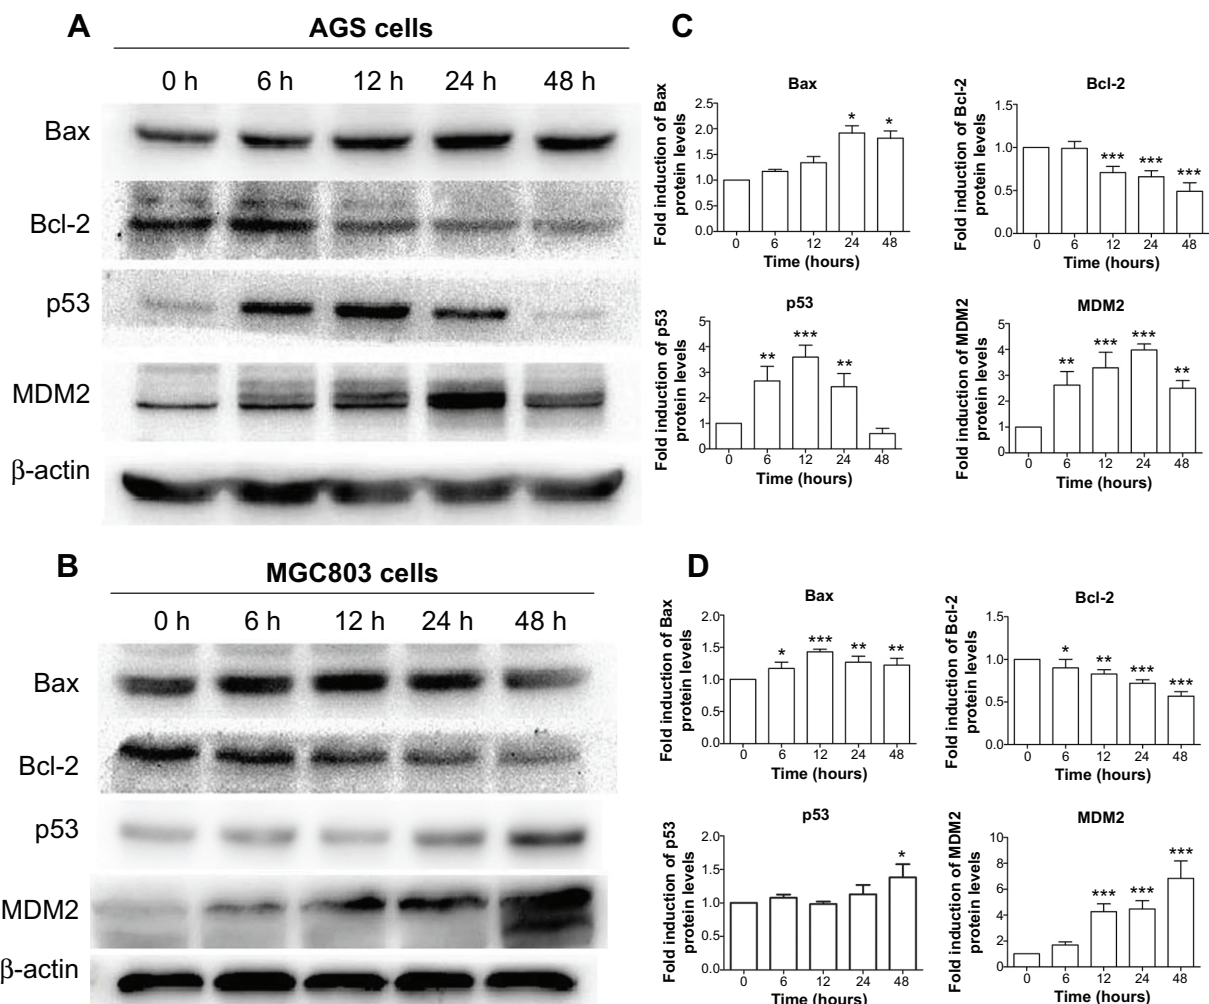 A
AGS cells
0 h 6 h 12 h 24 h 48 h
Bax
Bcl-2
p53
MDM2
β-actin
B
MGC803 cells
0 h 6 h 12 h 24 h 48 h
Bax
Bcl-2
p53
MDM2
β-actin
C
Bax
Fold induction of Bax
protein levels
2.5
2.0
1.5
1.0
0.5
0.0
* *
0 6 12 24 48
Time (hours)
Bcl-2
Fold induction of Bcl-2
protein levels
1.5
1.0
0.5
0.0
*** *** ***
0 6 12 24 48
Time (hours)
p53
Fold induction of p53
protein levels
5
4
3
2
1
0
** *** **
0 6 12 24 48
Time (hours)
MDM2
Fold induction of MDM2
protein levels
5
4
3
2
1
0
** *** *** **
0 6 12 24 48
Time (hours)
D
Bax
Fold induction of Bax
protein levels
2.0
1.5
1.0
0.5
0.0
* *** ** **
0 6 12 24 48
Time (hours)
Bcl-2
Fold induction of Bcl-2
protein levels
1.5
1.0
0.5
0.0
* ** *** ***
0 6 12 24 48
Time (hours)
p53
Fold induction of p53
protein levels
2.0
1.5
1.0
0.5
0.0
*
0 6 12 24 48
Time (hours)
MDM2
Fold induction of MDM2
protein levels
10
8
6
4
2
0
*** *** ***
0 6 12 24 48
Time (hours)